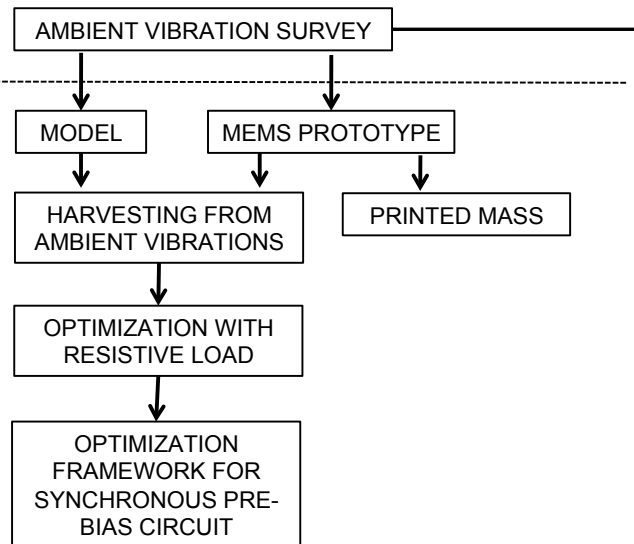 AMBIENT VIBRATION SURVEY
MODEL
MEMS PROTOTYPE
HARVESTING FROM
AMBIENT VIBRATIONS
PRINTED MASS
OPTIMIZATION WITH
RESISTIVE LOAD
OPTIMIZATION
FRAMEWORK FOR
SYNCHRONOUS PRE-
BIAS CIRCUIT